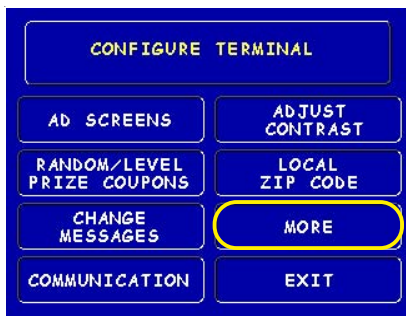 CONFIGURE TERMINAL
AD SCREENS
ADJUST
CONTRAST
RANDOM/LEVEL
PRIZE COUPONS
LOCAL
ZIP CODE
CHANGE
MESSAGES
MORE
COMMUNICATION
EXIT